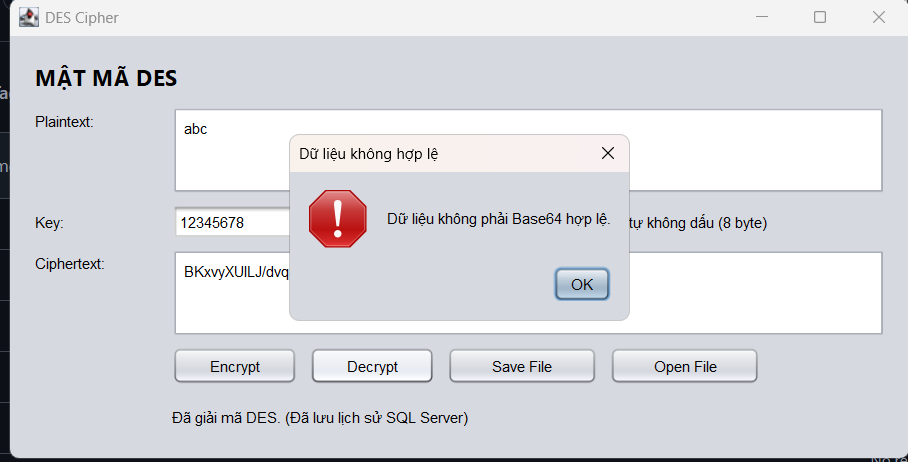 DES Cipher
MẬT MÃ DES
Plaintext:
abc
Dữ liệu không hợp lệ
Dữ liệu không phải Base64 hợp lệ.
OK
Key:
12345678
tự không dấu (8 byte)
Ciphertext:
Encrypt
Decrypt
Save File
Open File
Đã giải mã DES. (Đã lưu lịch sử SQL Server)